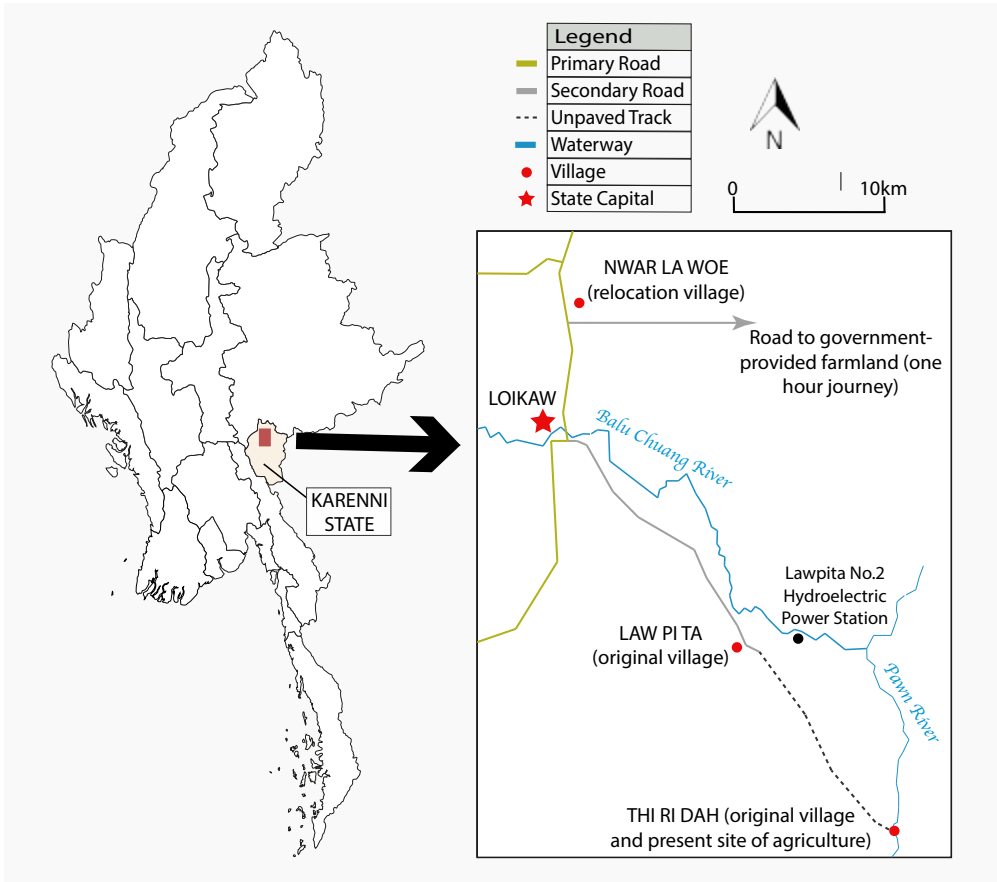 Legend
Primary Road
Secondary Road
Unpaved Track
Waterway
Village
State Capital
N
0
10km
NWAR LA WOE
(relocation village)
Road to government-
provided farmland (one
hour journey)
LOIKAW
Balu Chuang River
KARENNI
STATE
Lawpita No.2
Hydroelectric
Power Station
LAW PI TA
(original village)
Pawn River
THI RI DAH (original village
and present site of agriculture)